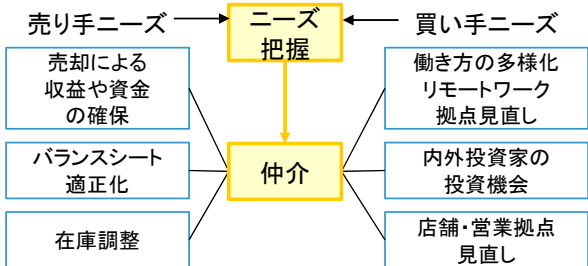 売り手ニーズ
ニーズ
把握
買い手ニーズ
売却による
収益や資金
の確保
働き方の多様化
リモートワーク
拠点見直し
バランスシート
適正化
仲介
内外投資家の
投資機会
在庫調整
店舗・営業拠点
見直し